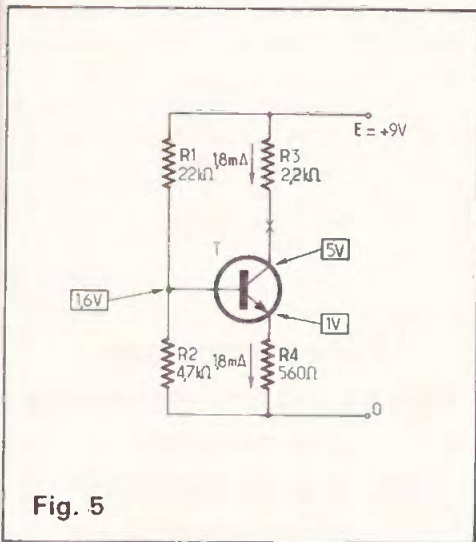 E = +9V
R1
22kΩ
1,8mA
R3
2,2kΩ
T
5V
1,6V
1V
R2
4,7kΩ
1,8mA
R4
560Ω
0
Fig. 5